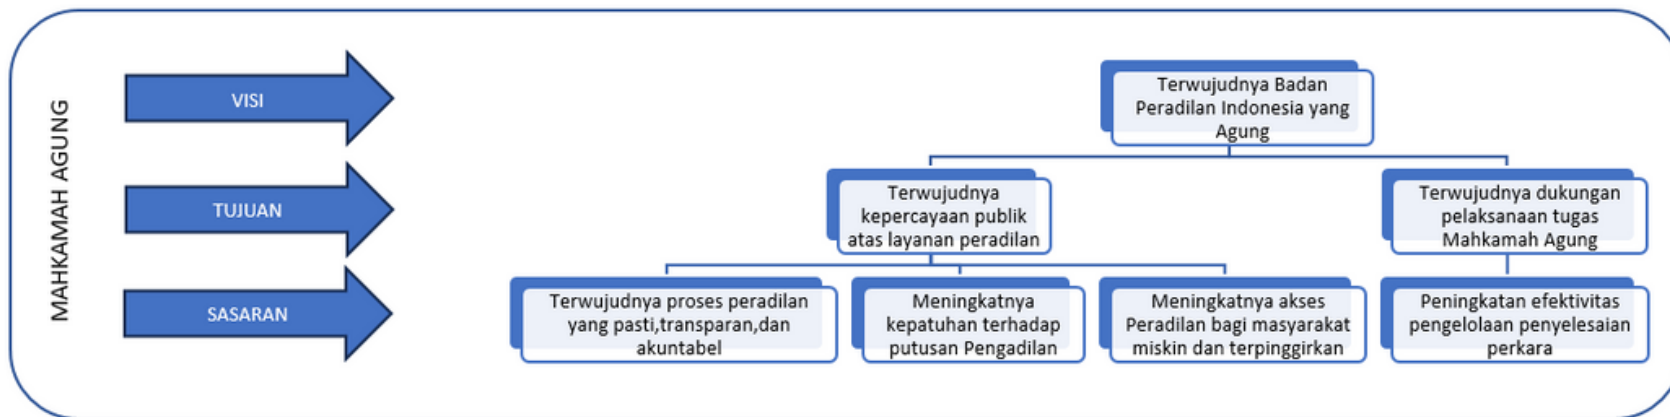 MAHKAMAH AGUNG
VISI
Terwujudnya Badan
Peradilan Indonesia yang
Agung
TUJUAN
Terwujudnya
kepercayaan publik
atas layanan peradilan
Terwujudnya dukungan
pelaksanaan tugas
Mahkamah Agung
SASARAN
Terwujudnya proses peradilan
yang pasti,transparan,dan
akuntabel
Meningkatnya
kepatuhan terhadap
putusan Pengadilan
Meningkatnya akses
Peradilan bagi masyarakat
miskin dan terpinggirkan
Peningkatan efektivitas
pengelolaan penyelesaian
perkara